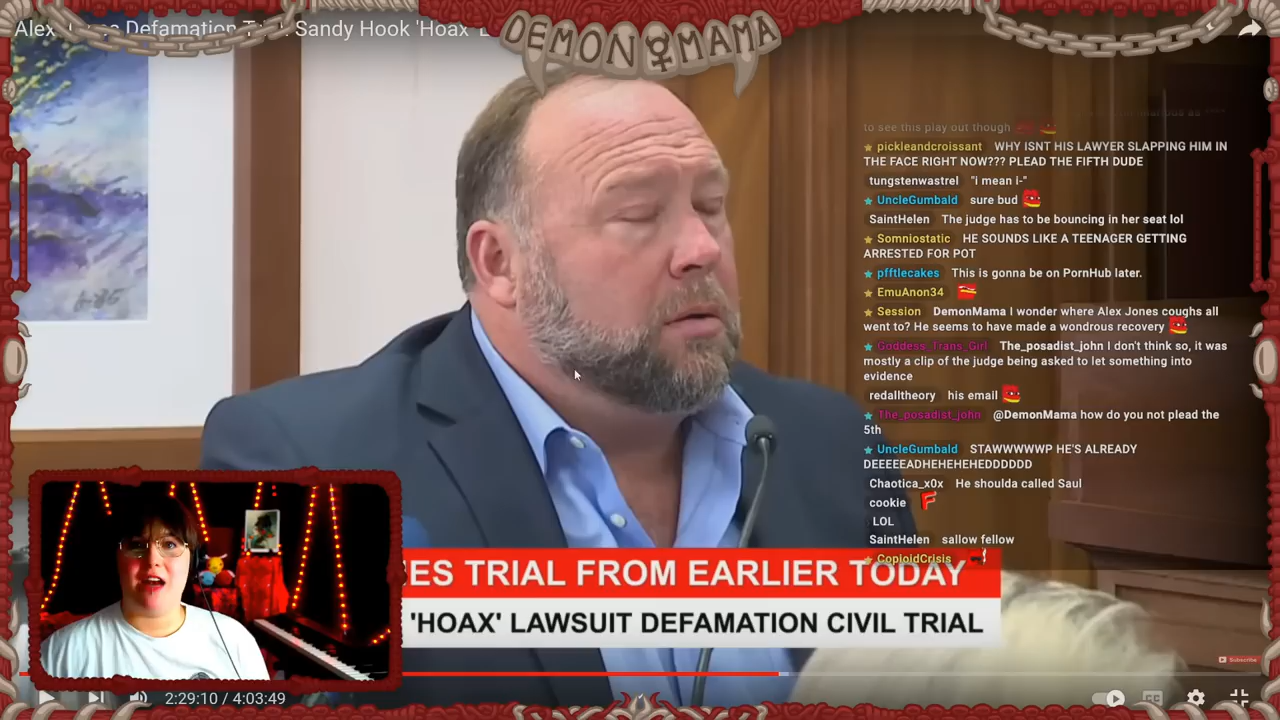 DEMON MAMA
Alex Defamation Sandy Hook 'Hoax'
to see this play out though
pickleandcroissant WHY ISNT HIS LAWYER SLAPPING HIM IN
THE FACE RIGHT NOW??? PLEAD THE FIFTH DUDE
tungstenwastrel "i mean i-"
UncleGumbald sure bud
SaintHelen The judge has to be bouncing in her seat lol
Somniostatic HE SOUNDS LIKE A TEENAGER GETTING
ARRESTED FOR POT
pfftlecakes This is gonna be on PornHub later.
EmuAnon34
Session DemonMama I wonder where Alex Jones coughs all
went to? He seems to have made a wondrous recovery
Goddess_Trans_Girl The_posadist_john I don't think so, it was
mostly a clip of the judge being asked to let something into
evidence
redalltheory his email
The_posadist_john @DemonMama how do you not plead the
5th
UncleGumbald STAWWWWWP HE'S ALREADY
DEEEEADHEHEHEHEDDDDDD
Chaotica_x0x He shoulda called Saul
cookie F
LOL
SaintHelen sallow fellow
CopioidCrisis
ES TRIAL FROM EARLIER TODAY
'HOAX' LAWSUIT DEFAMATION CIVIL TRIAL
Subscribe
2:29:10 / 4:03:49
CC